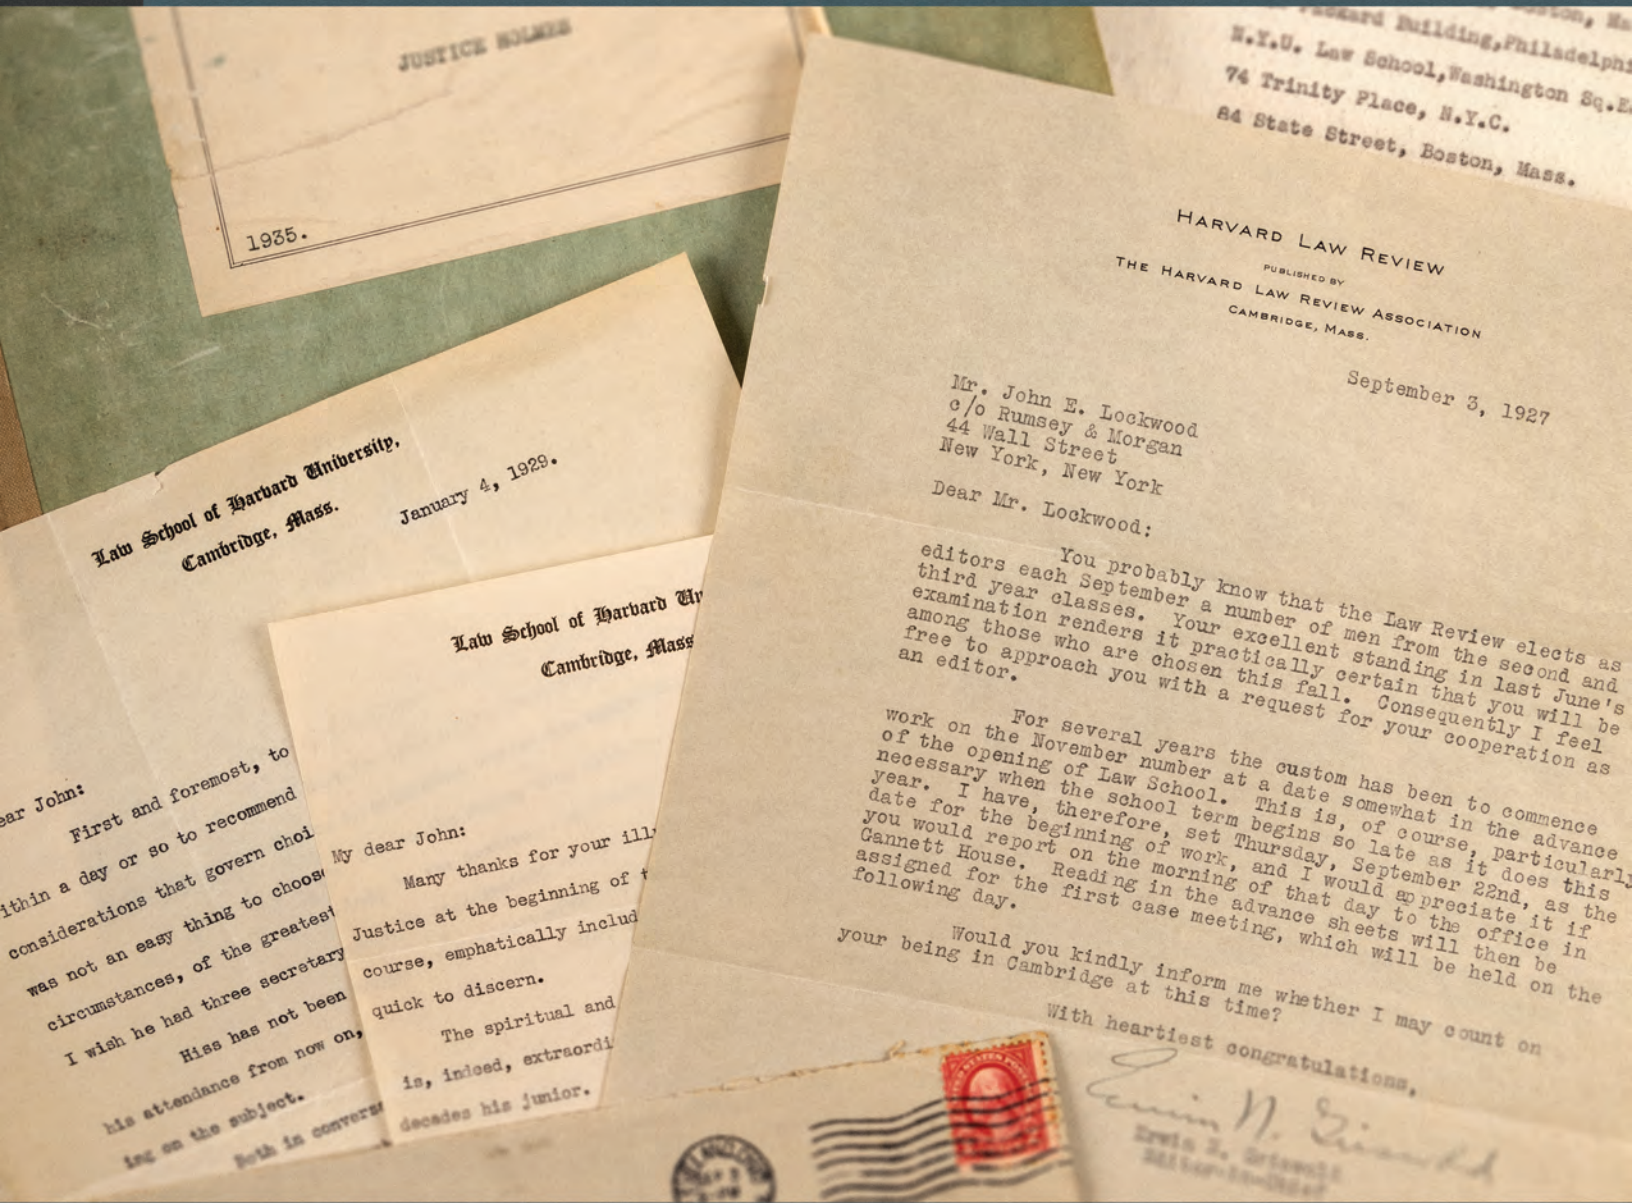 JUSTICE HOLMES
1935.
Packard Building,Philadelphi
N.Y.U. Law School,Washington Sq.E
74 Trinity Place, N.Y.C.
84 State Street, Boston, Mass.
HARVARD LAW REVIEW
PUBLISHED BY
THE HARVARD LAW REVIEW ASSOCIATION
CAMBRIDGE, MASS.
September 3, 1927
Mr. John E. Lockwood
c/o Rumsey & Morgan
44 Wall Street
New York, New York
Dear Mr. Lockwood:
You probably know that the Law Review elects as
editors each September a number of men from the second and
third year classes. Your excellent standing in last June's
examination renders it practically certain that you will be
among those who are chosen this fall. Consequently I feel
free to approach you with a request for your cooperation as
an editor.
For several years the custom has been to commence
work on the November number at a date somewhat in the advance
of the opening of Law School. This is, of course, particularly
necessary when the school term begins so late as it does this
year. I have, therefore, set Thursday, September 22nd, as the
date for the beginning of work, and I would appreciate it if
you would report on the morning of that day to the office in
Gannett House. Reading in the advance sheets will then be
assigned for the first case meeting, which will be held on the
following day.
Would you kindly inform me whether I may count on
your being in Cambridge at this time?
With heartiest congratulations,
Erwin N. Griswold
Erwin N. Griswold
Editor-in-Chief
Law School of Harvard University,
Cambridge, Mass.
January 4, 1929.
ear John:
First and foremost, to
ithin a day or so to recommend
considerations that govern choi
was not an easy thing to choose
circumstances, of the greatest
I wish he had three secretary
Hiss has not been
his attendance from now on,
ing on the subject.
Both in convers
Law School of Harvard Un
Cambridge, Mass
My dear John:
Many thanks for your ill
Justice at the beginning of t
course, emphatically includ
quick to discern.
The spiritual and
is, indeed, extraordi
decades his junior.